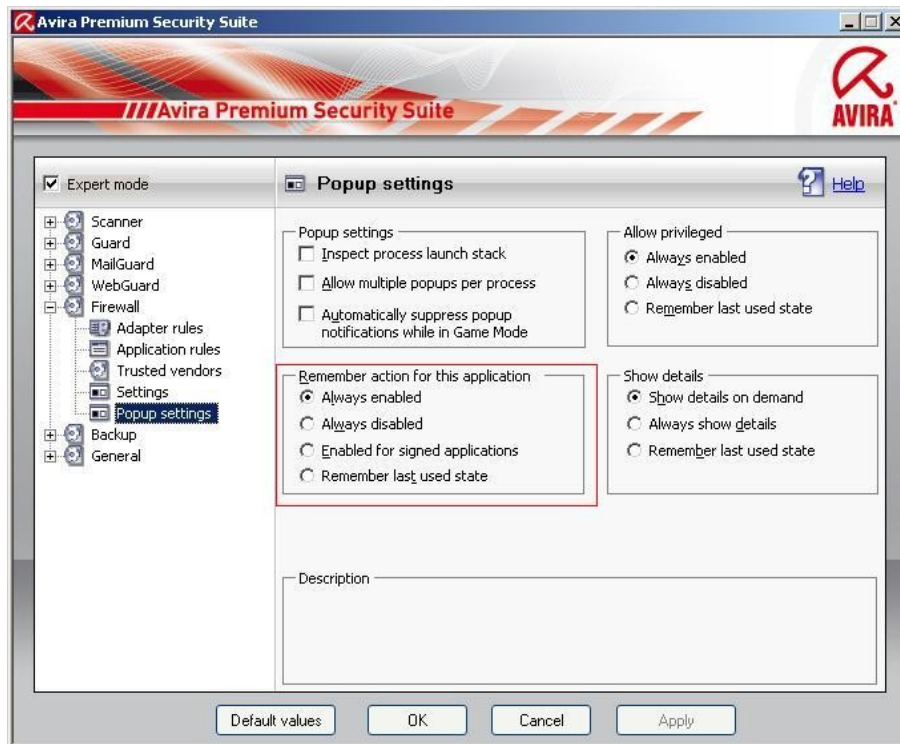 Avira Premium Security Suite
////Avira Premium Security Suite
AVIRA
Expert mode
Scanner
Guard
MailGuard
WebGuard
Firewall
Adapter rules
Application rules
Trusted vendors
Settings
Popup settings
Backup
General
Popup settings
Help
Popup settings
Inspect process launch stack
Allow multiple popups per process
Automatically suppress popup
notifications while in Game Mode
Allow privileged
Always enabled
Always disabled
Remember last used state
Remember action for this application
Always enabled
Always disabled
Enabled for signed applications
Remember last used state
Show details
Show details on demand
Always show details
Remember last used state
Description
Default values
OK
Cancel
Apply